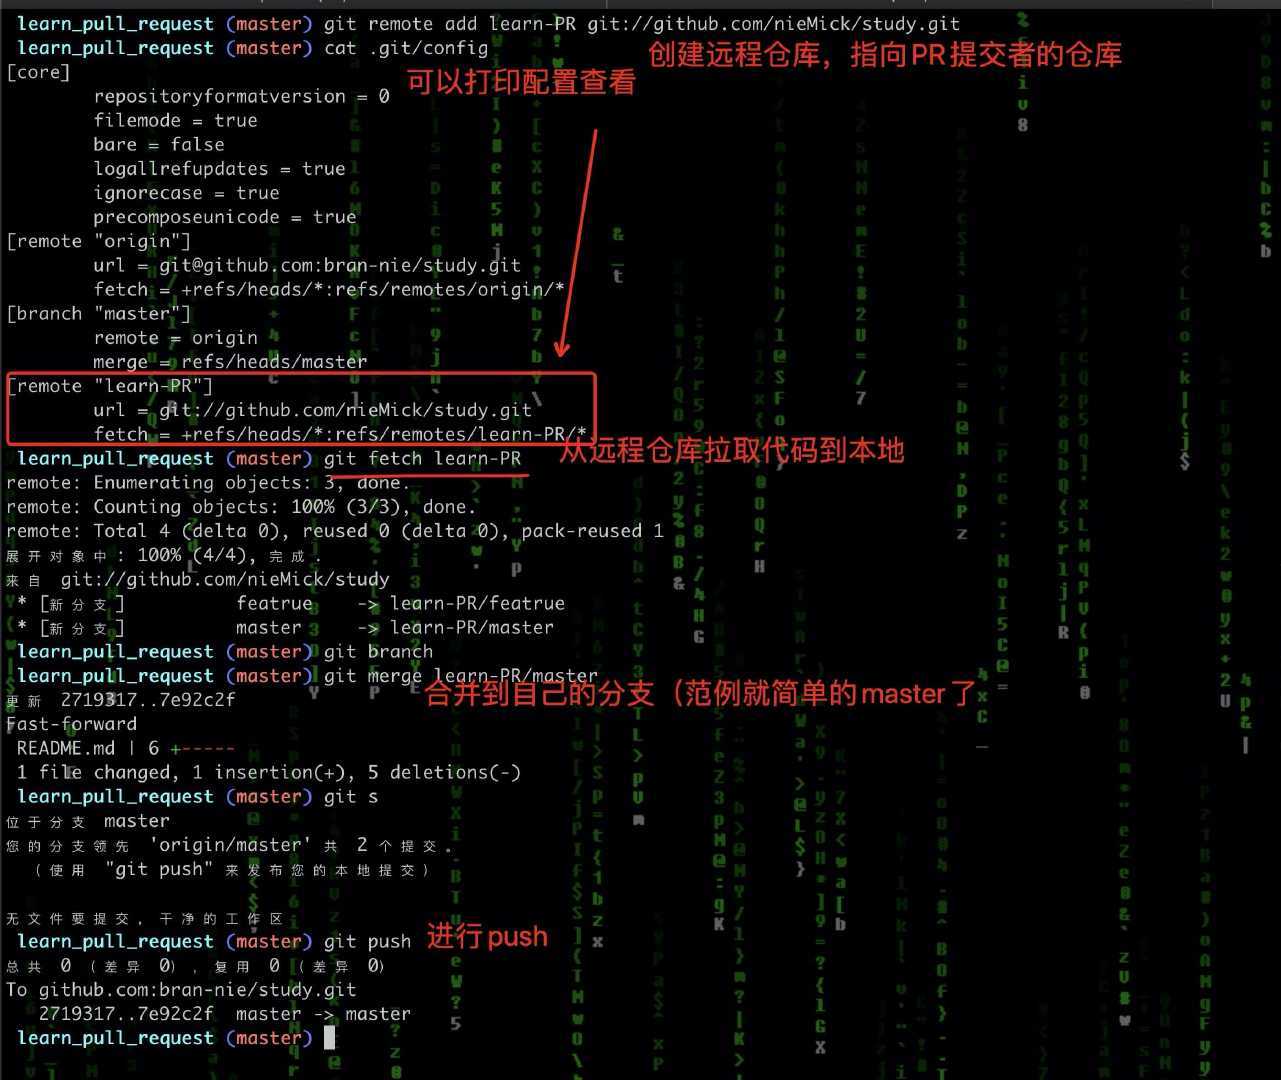 learn_pull_request (master) git remote add learn-PR git://github.com/nieMick/study.git
learn_pull_request (master) cat .git/config
创建远程仓库，指向PR提交者的仓库
[core]
可以打印配置查看
repositoryformatversion = 0
filemode = true
bare = false
logallrefupdates = true
ignorecase = true
precomposeunicode = true
[remote "origin"]
url = git@github.com:bran-nie/study.git
fetch = +refs/heads/*:refs/remotes/origin/*
[branch "master"]
remote = origin
merge = refs/heads/master
[remote "learn-PR"]
url = git://github.com/nieMick/study.git
fetch = +refs/heads/*:refs/remotes/learn-PR/*
learn_pull_request (master) git fetch learn-PR
从远程仓库拉取代码到本地
remote: Enumerating objects: 3, done.
remote: Counting objects: 100% (3/3), done.
remote: Total 4 (delta 0), reused 0 (delta 0), pack-reused 1
展开对象中: 100% (4/4), 完成.
来自 git://github.com/nieMick/study
* [新分支] featrue -> learn-PR/featrue
* [新分支] master -> learn-PR/master
learn_pull_request (master) git branch
learn_pull_request (master) git merge learn-PR/master
合并到自己的分支（范例就简单的master了
更新 2719317..7e92c2f
Fast-forward
README.md | 6 +-----
1 file changed, 1 insertion(+), 5 deletions(-)
learn_pull_request (master) git s
位于分支 master
您的分支领先 'origin/master' 共 2 个提交。
（使用 "git push" 来发布您的本地提交）
无文件要提交，干净的工作区
learn_pull_request (master) git push
进行push
总共 0 （差异 0），复用 0 （差异 0）
To github.com:bran-nie/study.git
2719317..7e92c2f master -> master
learn_pull_request (master)